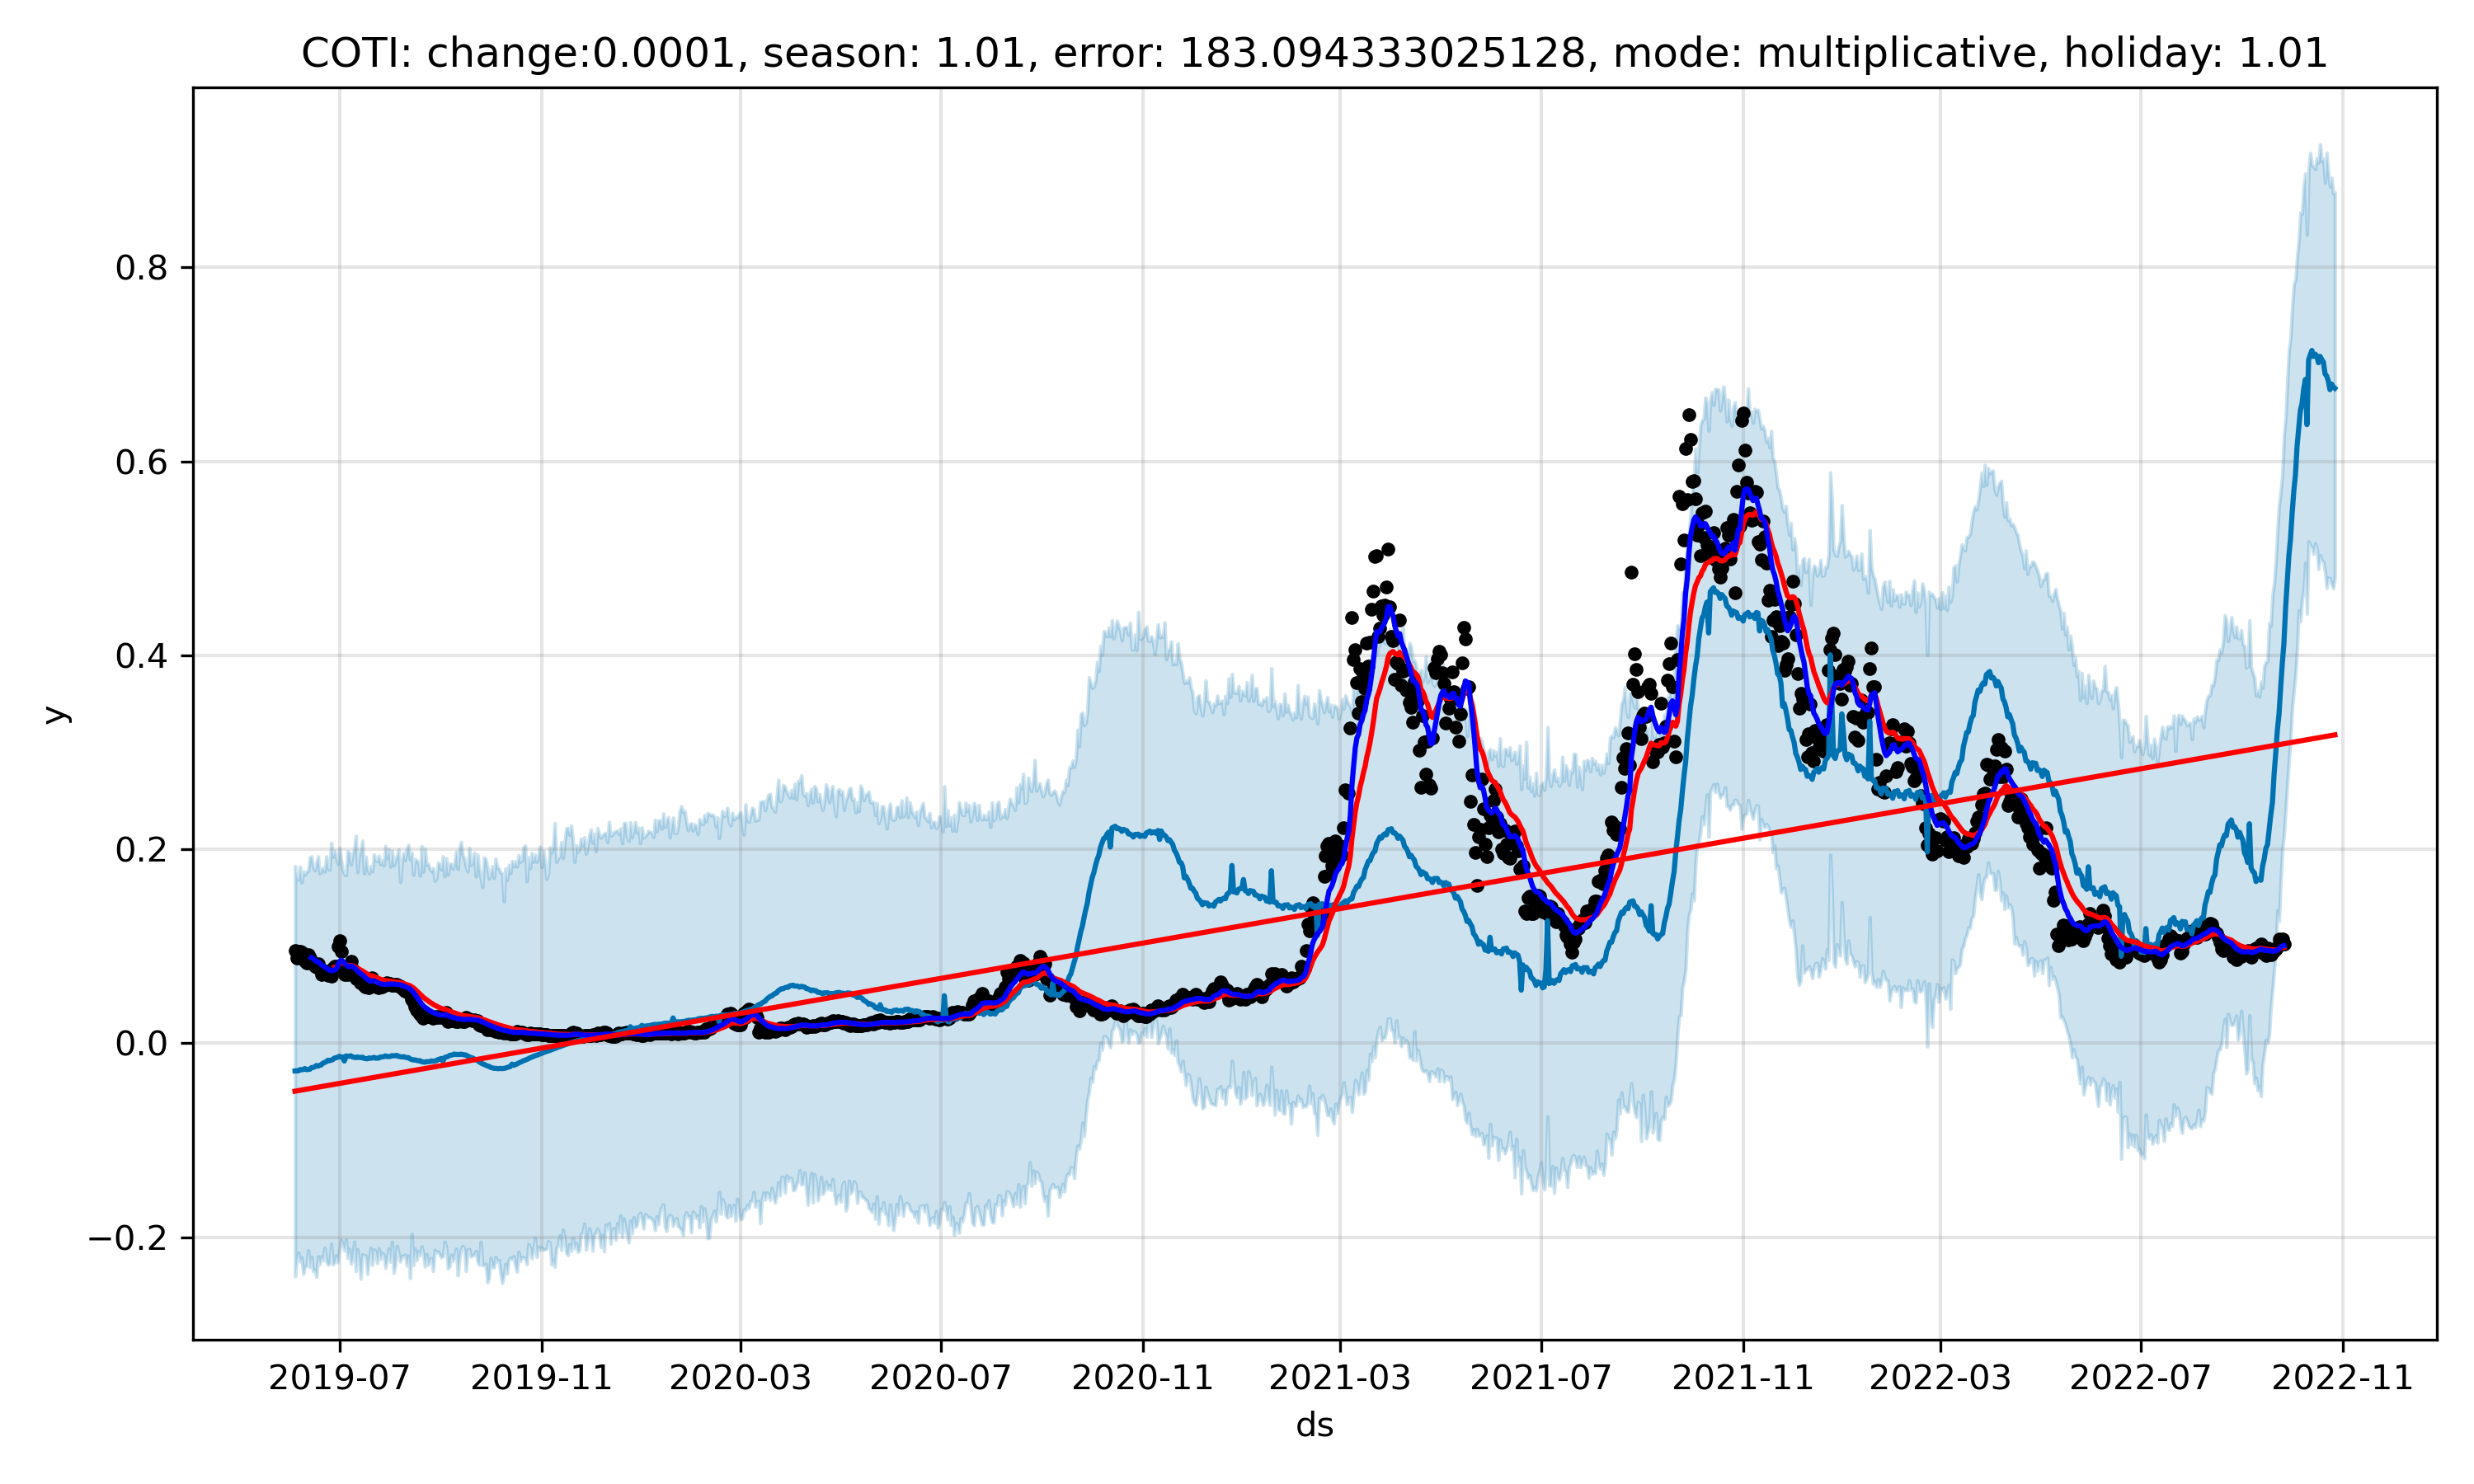 COTI: change:0.0001, season: 1.01, error: 183.094333025128, mode: multiplicative, holiday: 1.01
y
0.8
0.6
0.4
0.2
0.0
−0.2
2019-07 2019-11 2020-03 2020-07 2020-11 2021-03 2021-07 2021-11 2022-03 2022-07 2022-11
ds